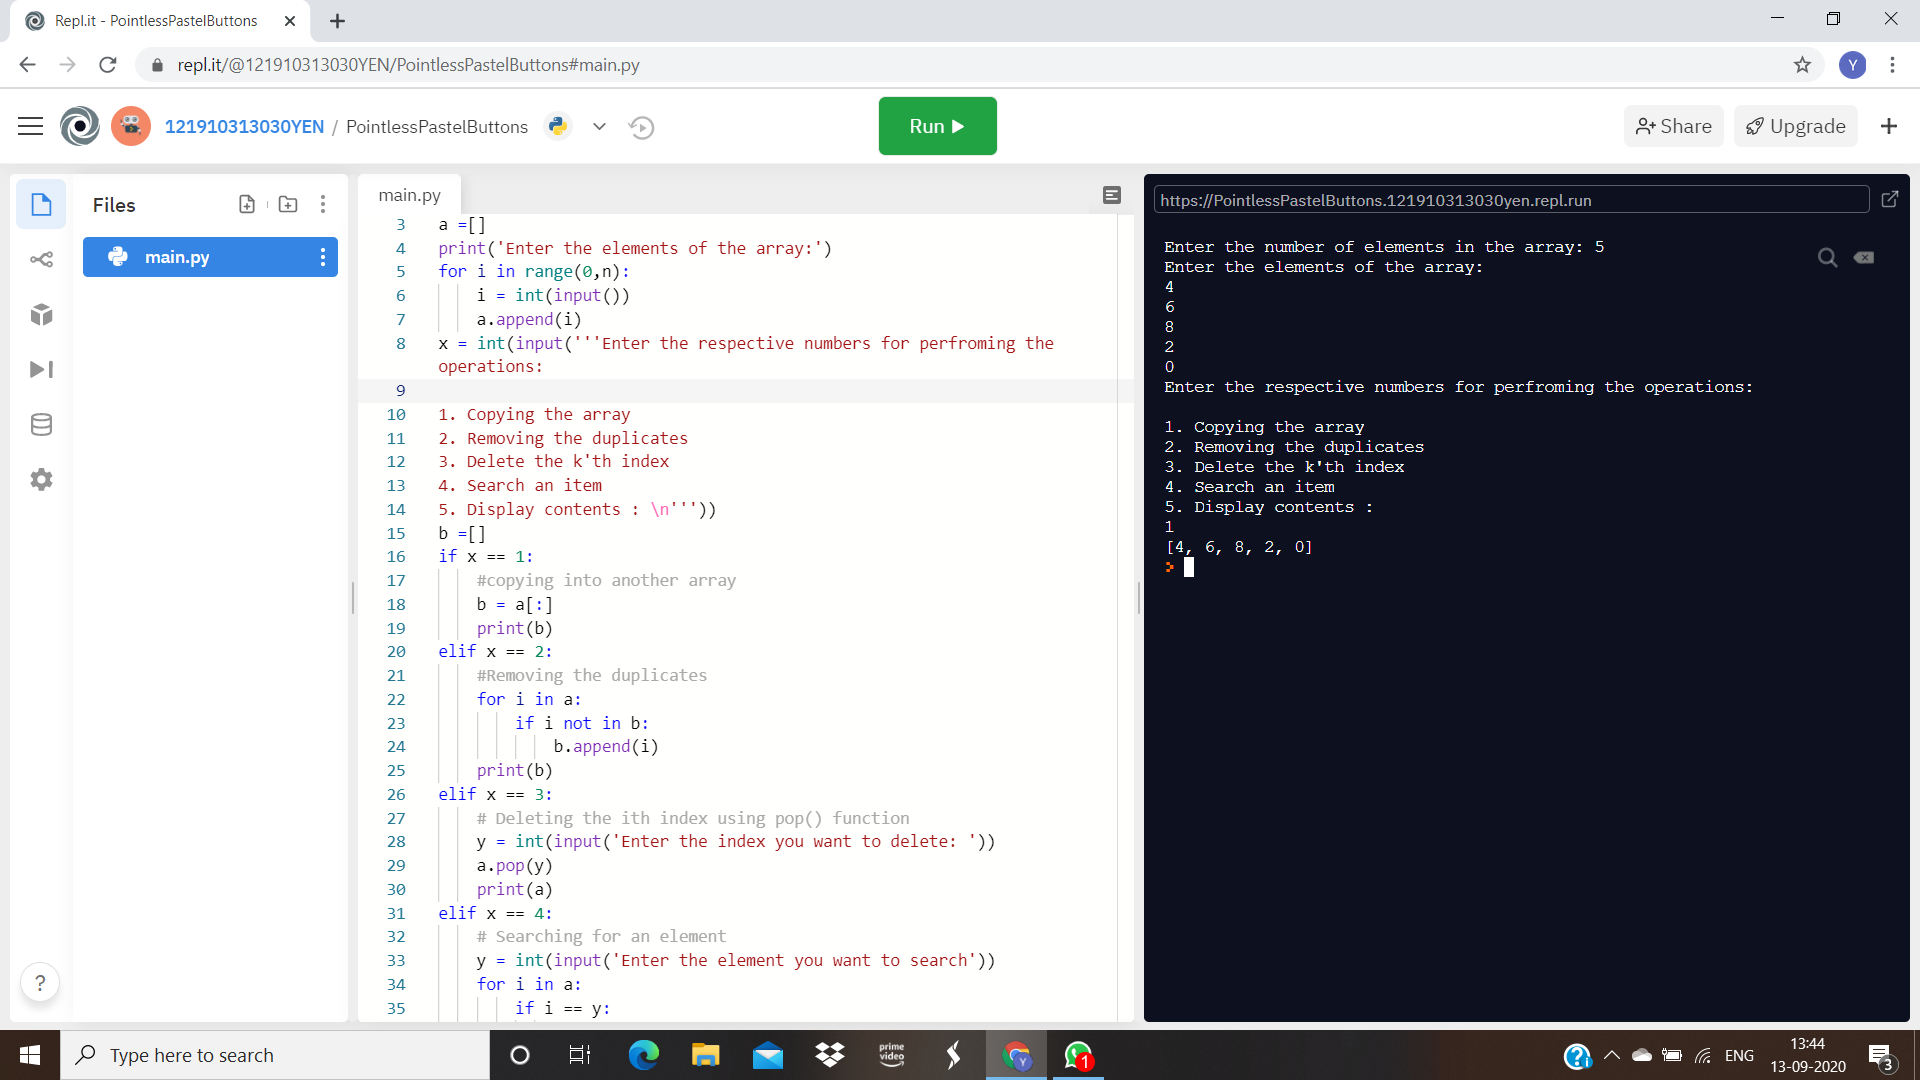 Repl.it - PointlessPastelButtons
repl.it/@121910313030YEN/PointlessPastelButtons#main.py
Y
121910313030YEN / PointlessPastelButtons
Run
Share
Upgrade
Files
main.py
main.py
3 a =[]
4 print('Enter the elements of the array:')
5 for i in range(0,n):
6 i = int(input())
7 a.append(i)
8 x = int(input('''Enter the respective numbers for perfroming the
operations:
9
10 1. Copying the array
11 2. Removing the duplicates
12 3. Delete the k'th index
13 4. Search an item
14 5. Display contents : \n'''))
15 b =[]
16 if x == 1:
17 #copying into another array
18 b = a[:]
19 print(b)
20 elif x == 2:
21 #Removing the duplicates
22 for i in a:
23 if i not in b:
24 b.append(i)
25 print(b)
26 elif x == 3:
27 # Deleting the ith index using pop() function
28 y = int(input('Enter the index you want to delete: '))
29 a.pop(y)
30 print(a)
31 elif x == 4:
32 # Searching for an element
33 y = int(input('Enter the element you want to search'))
34 for i in a:
35 if i == y:
https://PointlessPastelButtons.121910313030yen.repl.run
Enter the number of elements in the array: 5
Enter the elements of the array:
4
6
8
2
0
Enter the respective numbers for perfroming the operations:
1. Copying the array
2. Removing the duplicates
3. Delete the k'th index
4. Search an item
5. Display contents :
1
[4, 6, 8, 2, 0]
>
?
Type here to search
prime video
Y
1
ENG
13:44
13-09-2020
3